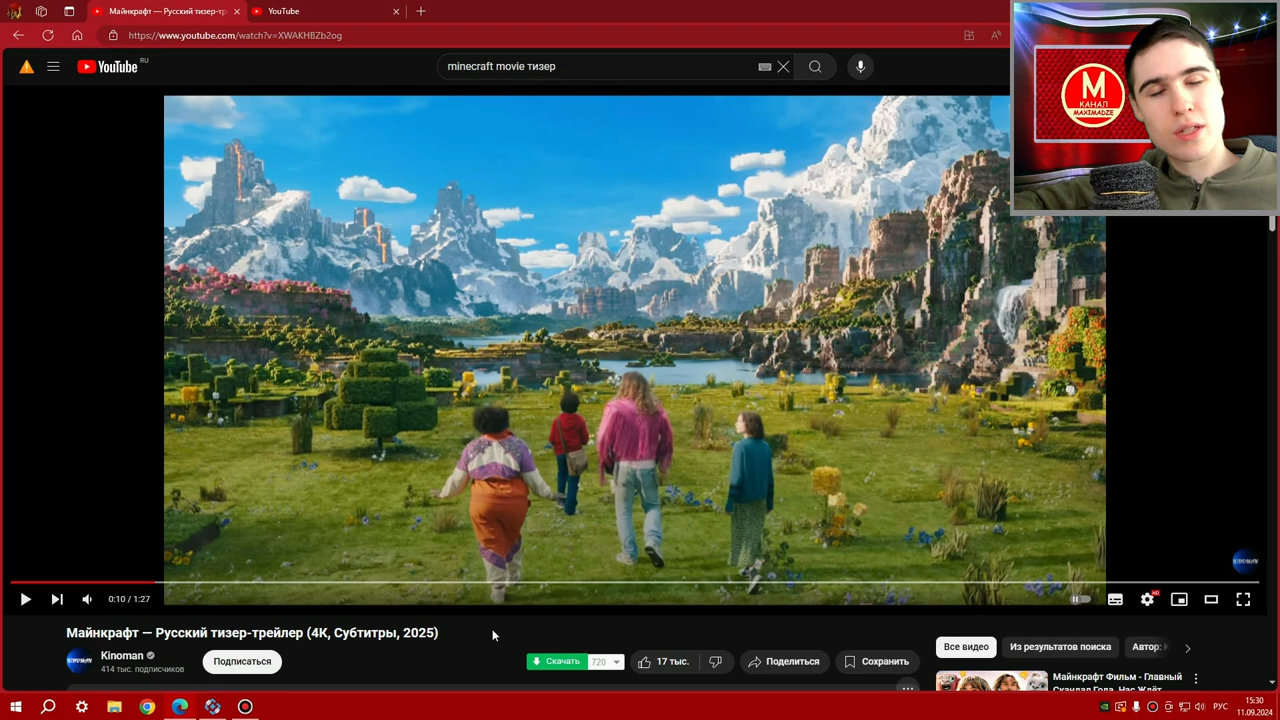 Майнкрафт — Русский тизер-тр
YouTube
https://www.youtube.com/watch?v=XWAKHBZb2og
YouTube RU
minecraft movie тизер
M
КАНАЛ
MAXIMADZE
0:10 / 1:27
HD
Майнкрафт — Русский тизер-трейлер (4K, Субтитры, 2025)
Kinoman
414 тыс. подписчиков
Подписаться
Скачать 720
17 тыс.
Поделиться
Сохранить
Все видео
Из результатов поиска
Автор: K
Майнкрафт Фильм - Главный
Скандал Года. Нас Ждёт
РУС
15:30
11.09.2024